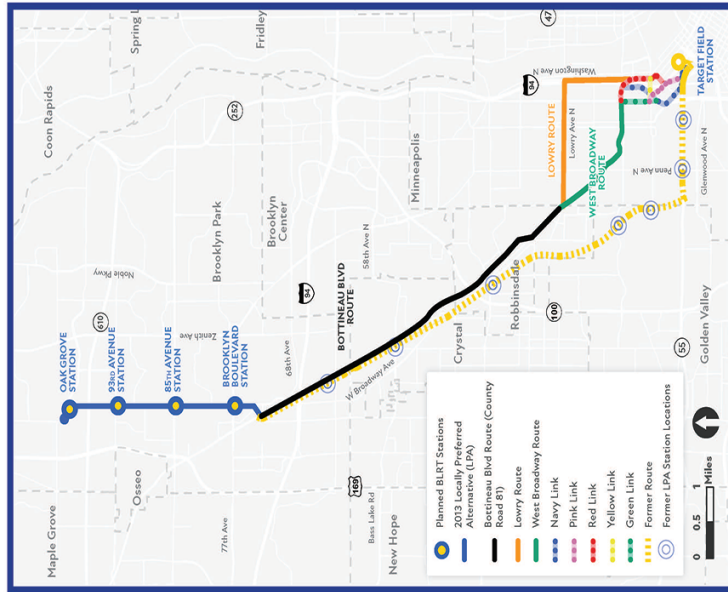 Coon Rapids
Spring L
Fridley
47
252
610
Maple Grove
Osseo
OAK GROVE
STATION
93RD AVENUE
STATION
85TH AVENUE
STATION
BROOKLYN
BOULEVARD
STATION
Noble Pkwy
Zenith Ave
Brooklyn Park
Brooklyn
Center
77th Ave
68th Ave
94
169
Bass Lake Rd
New Hope
BOTTINEAU BLVD
ROUTE
58th Ave N
W Broadway Ave
Minneapolis
Crystal
Robbinsdale
100
94
Washington Ave N
LOWRY ROUTE
Lowry Ave N
WEST BROADWAY
ROUTE
Penn Ave N
Glenwood Ave N
TARGET FIELD
STATION
Golden Valley
55
Planned BLRT Stations
2013 Locally Preferred
Alternative (LPA)
Bottineau Blvd Route (County
Road 81)
Lowry Route
West Broadway Route
Navy Link
Pink Link
Red Link
Yellow Link
Green Link
Former Route
Former LPA Station Locations
0 0.5 1
Miles